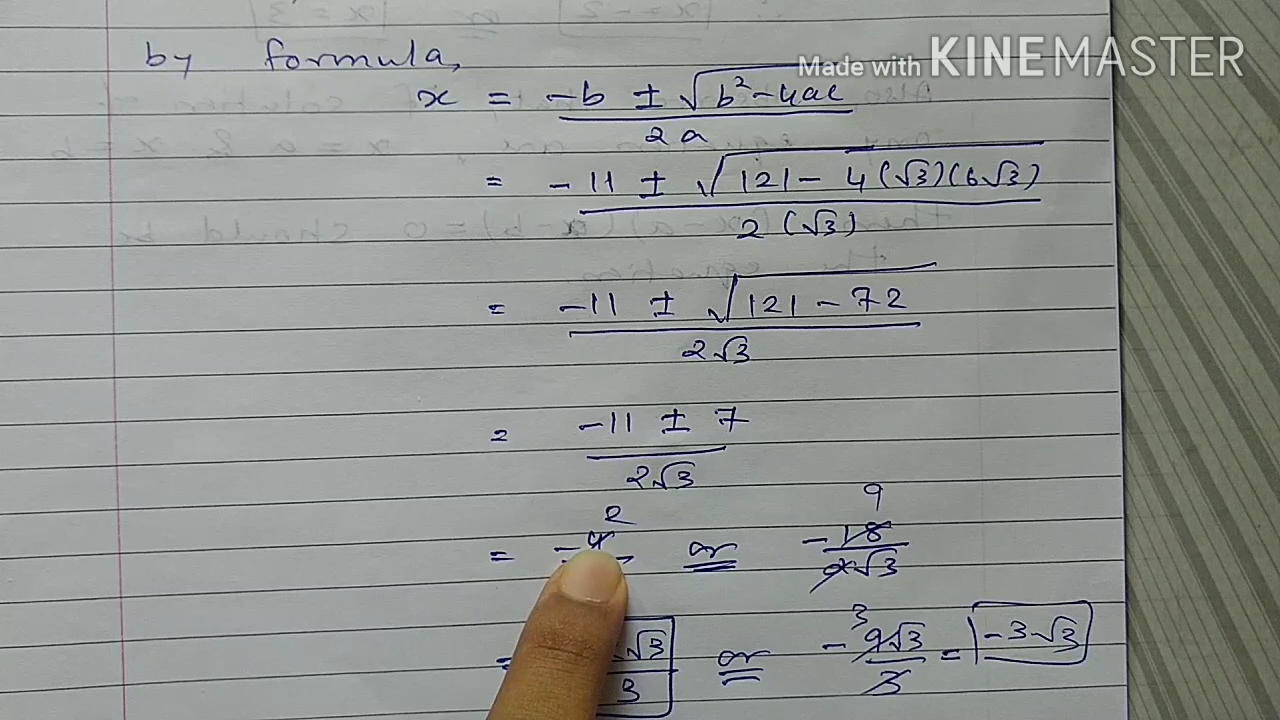 Made with KINEMASTER
by formula,
x = -b ± √b²-4ac / 2a
= -11 ± √121 - 4(√3)(6√3) / 2(√3)
= -11 ± √121 - 72 / 2√3
= -11 ± 7 / 2√3
2 9
= -4 or -18 / 2√3
= √3 / 3 or - 3 9√3 / 3 = -3√3